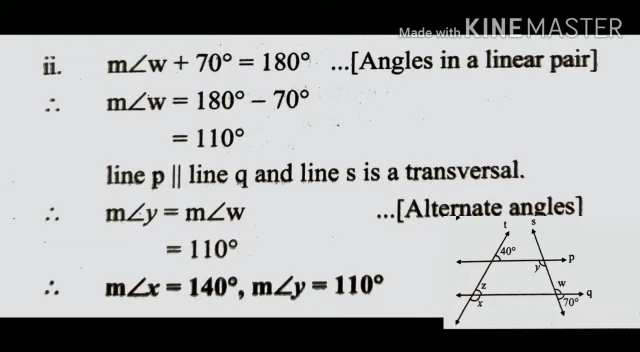 Made with KINEMASTER
ii. m∠w + 70° = 180° ...[Angles in a linear pair]
∴ m∠w = 180° – 70°
= 110°
line p || line q and line s is a transversal.
∴ m∠y = m∠w ...[Alternate angles]
= 110°
∴ m∠x = 140°, m∠y = 110°
t s
40° p
y
z w q
x 70°